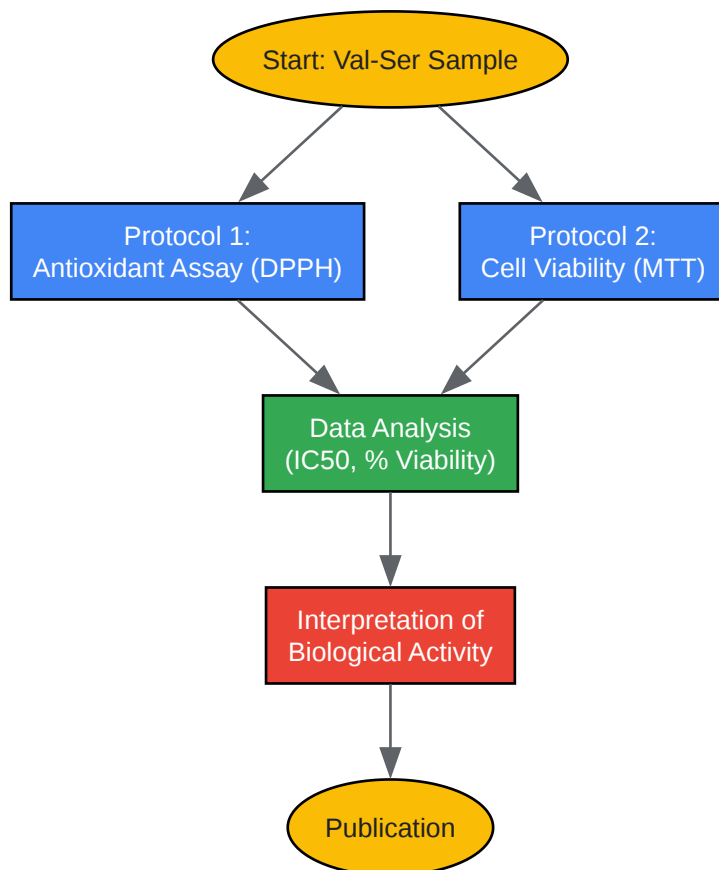 Start: Val-Ser Sample
Protocol 1:
Antioxidant Assay (DPPH)
Protocol 2:
Cell Viability (MTT)
Data Analysis
(IC50, % Viability)
Interpretation of
Biological Activity
Publication